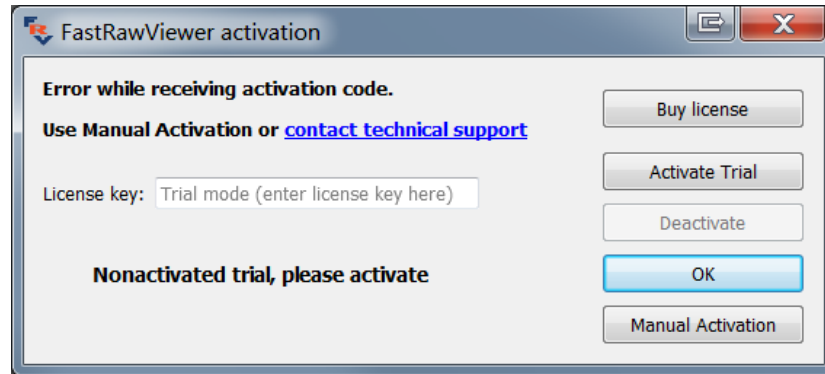 FastRawViewer activation
Error while receiving activation code.
Use Manual Activation or contact technical support
License key: Trial mode (enter license key here)
Nonactivated trial, please activate
Buy license
Activate Trial
Deactivate
OK
Manual Activation